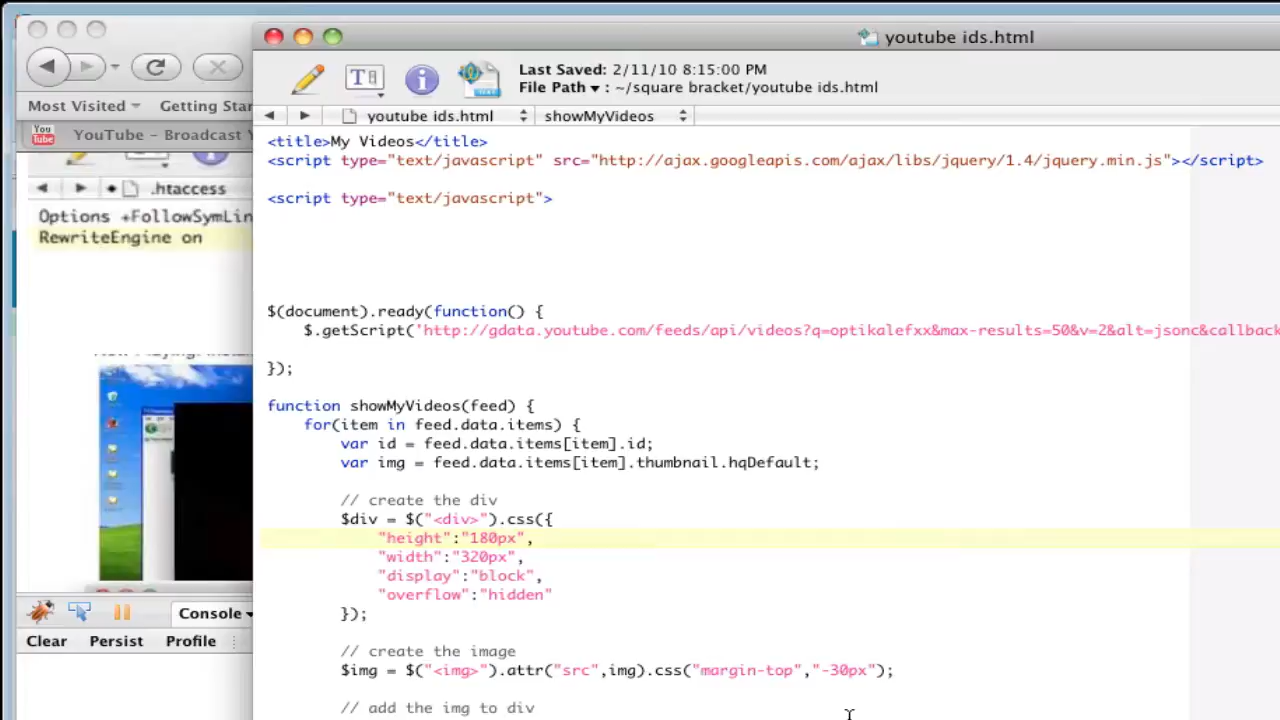 youtube ids.html
Last Saved: 2/11/10 8:15:00 PM
File Path ▾ : ~/square bracket/youtube ids.html
Most Visited
Getting Star
You Tube
YouTube – Broadcast Y
youtube ids.html
showMyVideos
.htaccess
Options +FollowSymLin
RewriteEngine on
<title>My Videos</title>
<script type="text/javascript" src="http://ajax.googleapis.com/ajax/libs/jquery/1.4/jquery.min.js"></script>
<script type="text/javascript">
$(document).ready(function() {
$.getScript('http://gdata.youtube.com/feeds/api/videos?q=optikalefxx&max-results=50&v=2&alt=jsonc&callback
});
function showMyVideos(feed) {
for(item in feed.data.items) {
var id = feed.data.items[item].id;
var img = feed.data.items[item].thumbnail.hqDefault;
// create the div
$div = $("<div>").css({
"height":"180px",
"width":"320px",
"display":"block",
"overflow":"hidden"
});
// create the image
$img = $("<img>").attr("src",img).css("margin-top","-30px");
// add the img to div
Console
Clear
Persist
Profile